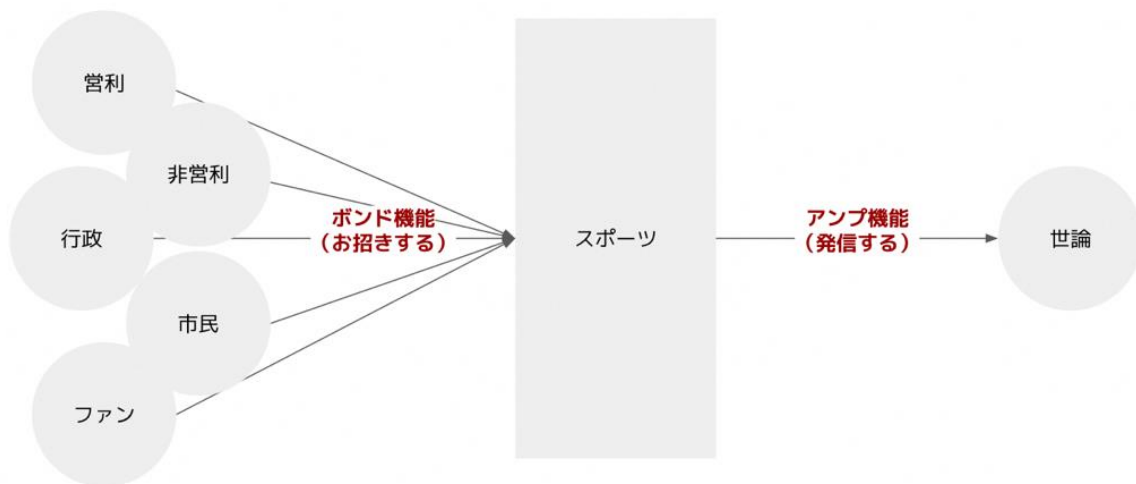 営利
非営利
行政
市民
ファン
ボンド機能
（お招きする）
スポーツ
アンプ機能
（発信する）
世論